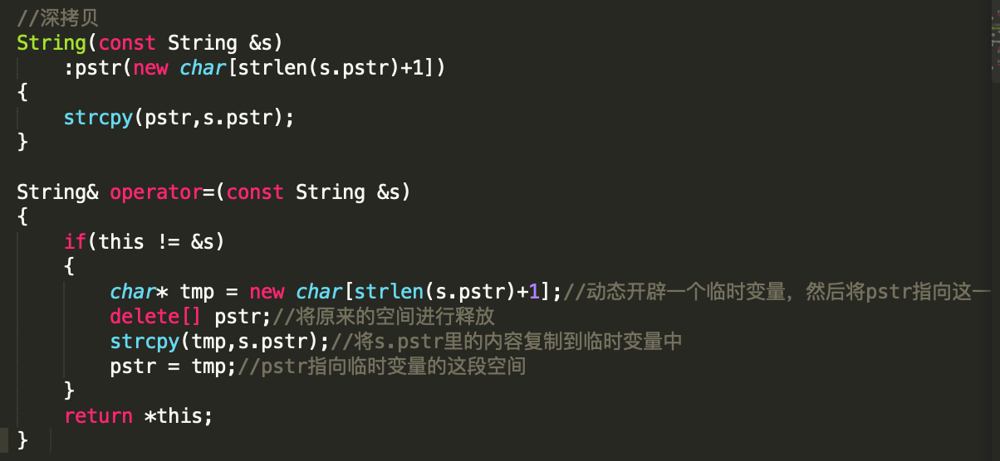 //深拷贝
String(const String &s)
    :pstr(new char[strlen(s.pstr)+1])
{
    strcpy(pstr,s.pstr);
}

String& operator=(const String &s)
{
    if(this != &s)
    {
        char* tmp = new char[strlen(s.pstr)+1];//动态开辟一个临时变量，然后将pstr指向这一
        delete[] pstr;//将原来的空间进行释放
        strcpy(tmp,s.pstr);//将s.pstr里的内容复制到临时变量中
        pstr = tmp;//pstr指向临时变量的这段空间
    }
    return *this;
}